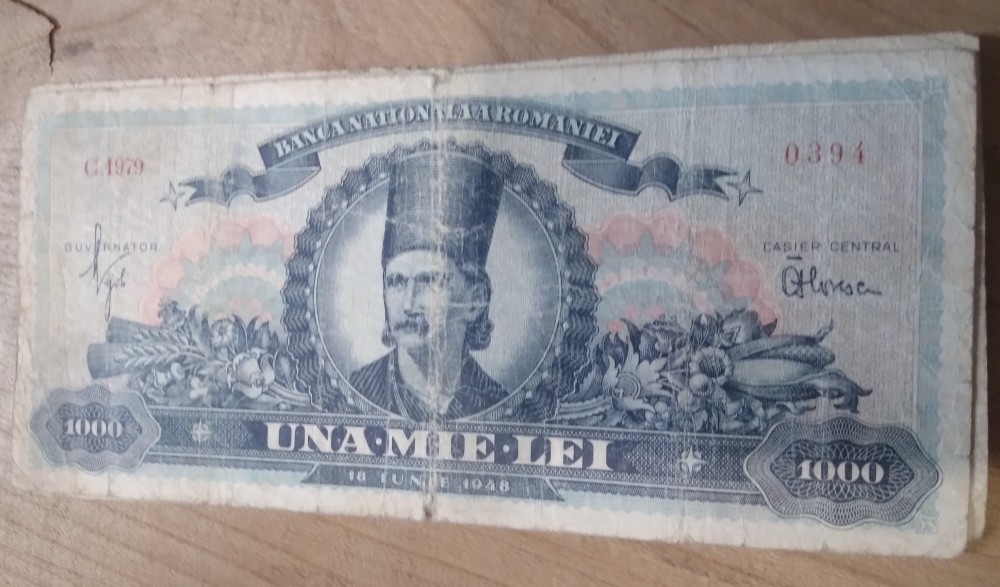 BANCA NATIONALA A ROMANIEI
C.1979
0394
GUVERNATOR
CASIER CENTRAL
1000
UNA·MIE·LEI
1000
18 IUNIE 1948